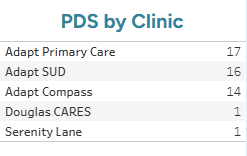 PDS by Clinic
Adapt Primary Care 17
Adapt SUD 16
Adapt Compass 14
Douglas CARES 1
Serenity Lane 1